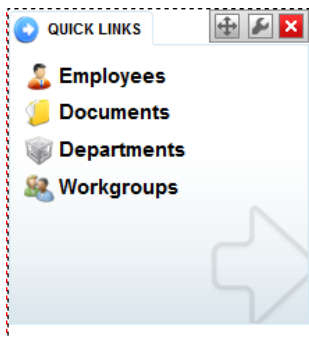 QUICK LINKS
Employees
Documents
Departments
Workgroups